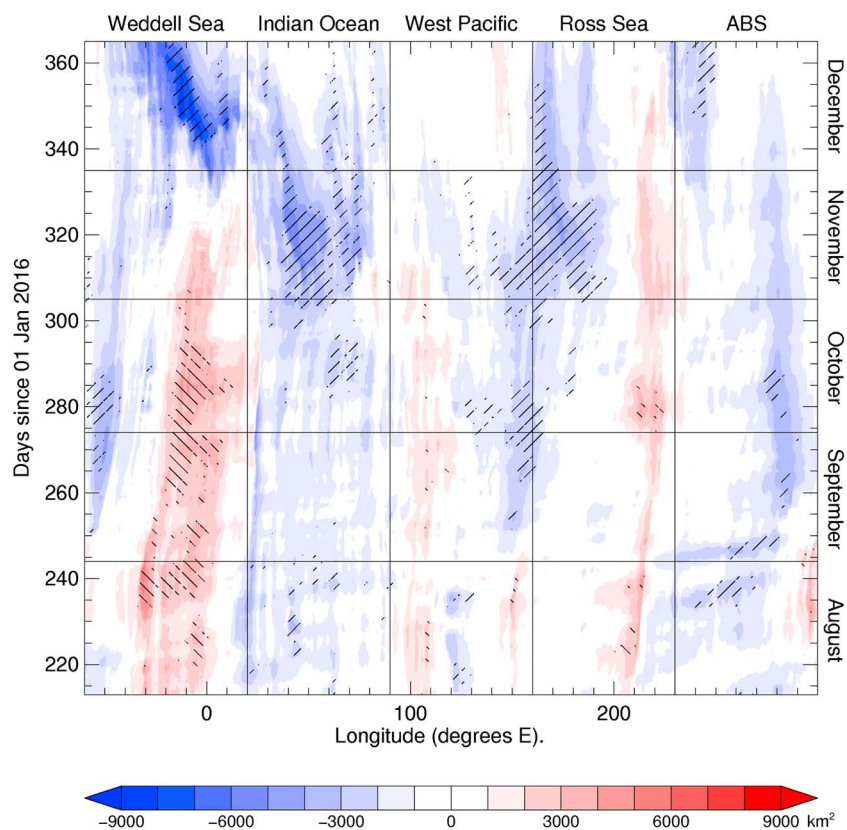 Weddell Sea Indian Ocean West Pacific Ross Sea ABS
360
340
320
300
280
260
240
220
Days since 01 Jan 2016
December
November
October
September
August
0 100 200
Longitude (degrees E).
−9000 −6000 −3000 0 3000 6000 9000 km²